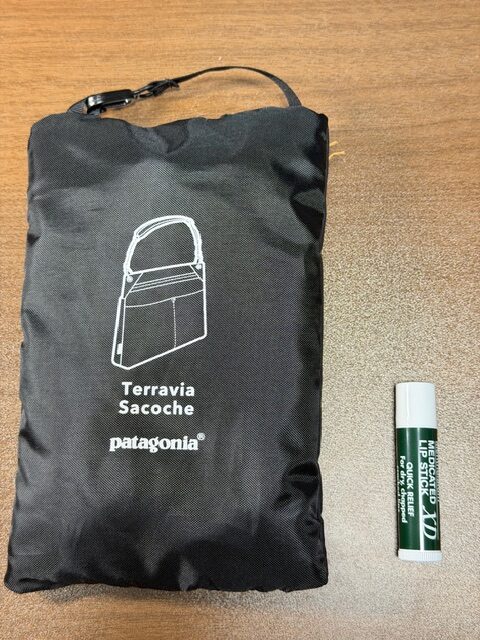 Terravia
Sacoche
patagonia®
MEDICATED
LIP STICK XD
QUICK RELIEF
For dry, chapped